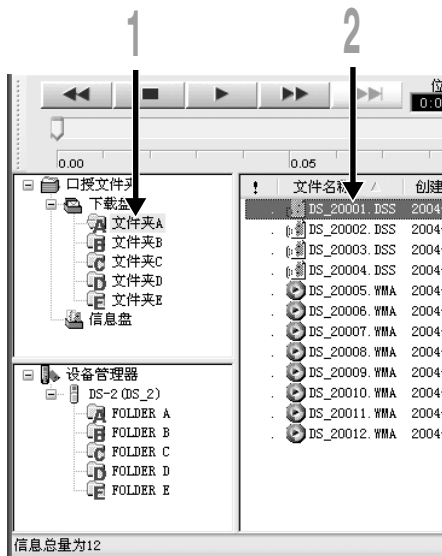 1
2
位
0:0
0.00
0.05
口授文件夹
下载盘
文件夹A
文件夹B
文件夹C
文件夹D
文件夹E
信息盘
! 文件名称 创建
DS_20001.DSS 2004
DS_20002.DSS 2004
DS_20003.DSS 2004
DS_20004.DSS 2004
DS_20005.WMA 2004
DS_20006.WMA 2004
DS_20007.WMA 2004
DS_20008.WMA 2004
DS_20009.WMA 2004
DS_20010.WMA 2004
DS_20011.WMA 2004
DS_20012.WMA 2004
设备管理器
DS-2(DS_2)
FOLDER A
FOLDER B
FOLDER C
FOLDER D
FOLDER E
信息总量为12